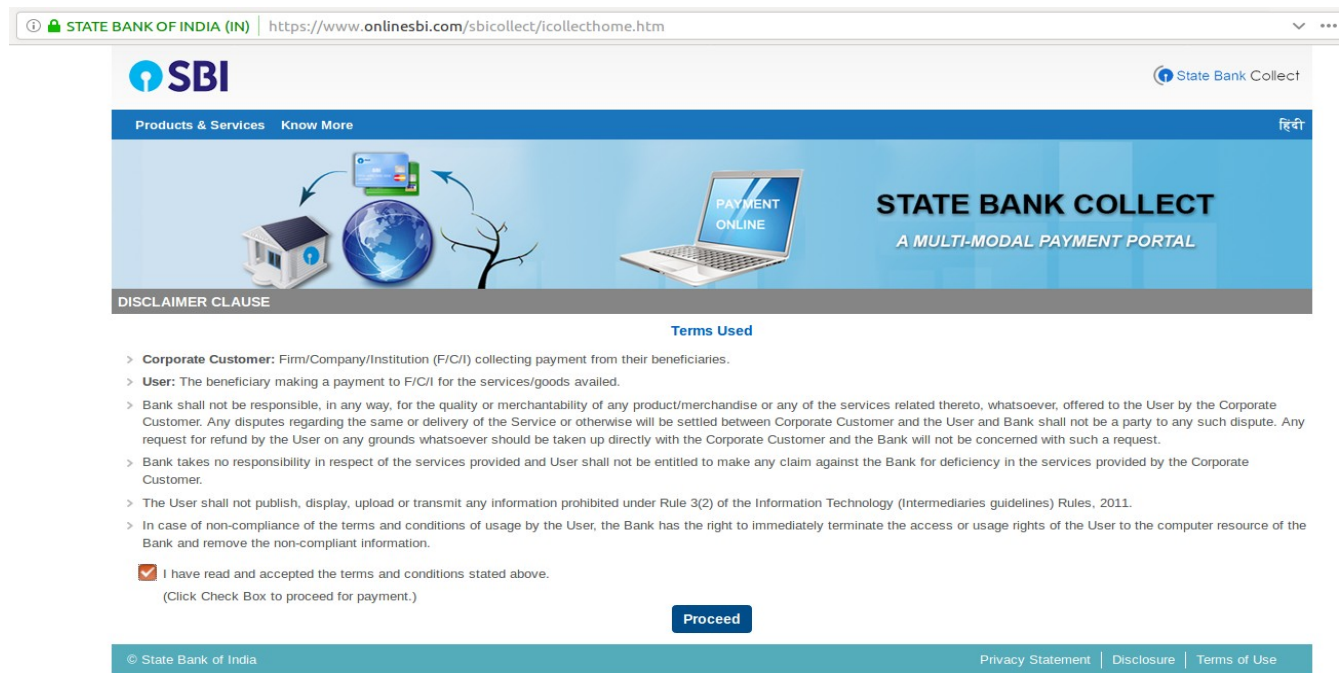 STATE BANK OF INDIA (IN) https://www.onlinesbi.com/sbicollect/icollecthome.htm
SBI
State Bank Collect
Products & Services Know More हिंदी
PAYMENT
ONLINE
STATE BANK COLLECT
A MULTI-MODAL PAYMENT PORTAL
DISCLAIMER CLAUSE
Terms Used
> Corporate Customer: Firm/Company/Institution (F/C/I) collecting payment from their beneficiaries.
> User: The beneficiary making a payment to F/C/I for the services/goods availed.
> Bank shall not be responsible, in any way, for the quality or merchantability of any product/merchandise or any of the services related thereto, whatsoever, offered to the User by the Corporate
Customer. Any disputes regarding the same or delivery of the Service or otherwise will be settled between Corporate Customer and the User and Bank shall not be a party to any such dispute. Any
request for refund by the User on any grounds whatsoever should be taken up directly with the Corporate Customer and the Bank will not be concerned with such a request.
> Bank takes no responsibility in respect of the services provided and User shall not be entitled to make any claim against the Bank for deficiency in the services provided by the Corporate
Customer.
> The User shall not publish, display, upload or transmit any information prohibited under Rule 3(2) of the Information Technology (Intermediaries guidelines) Rules, 2011.
> In case of non-compliance of the terms and conditions of usage by the User, the Bank has the right to immediately terminate the access or usage rights of the User to the computer resource of the
Bank and remove the non-compliant information.
I have read and accepted the terms and conditions stated above.
(Click Check Box to proceed for payment.)
Proceed
© State Bank of India Privacy Statement | Disclosure | Terms of Use